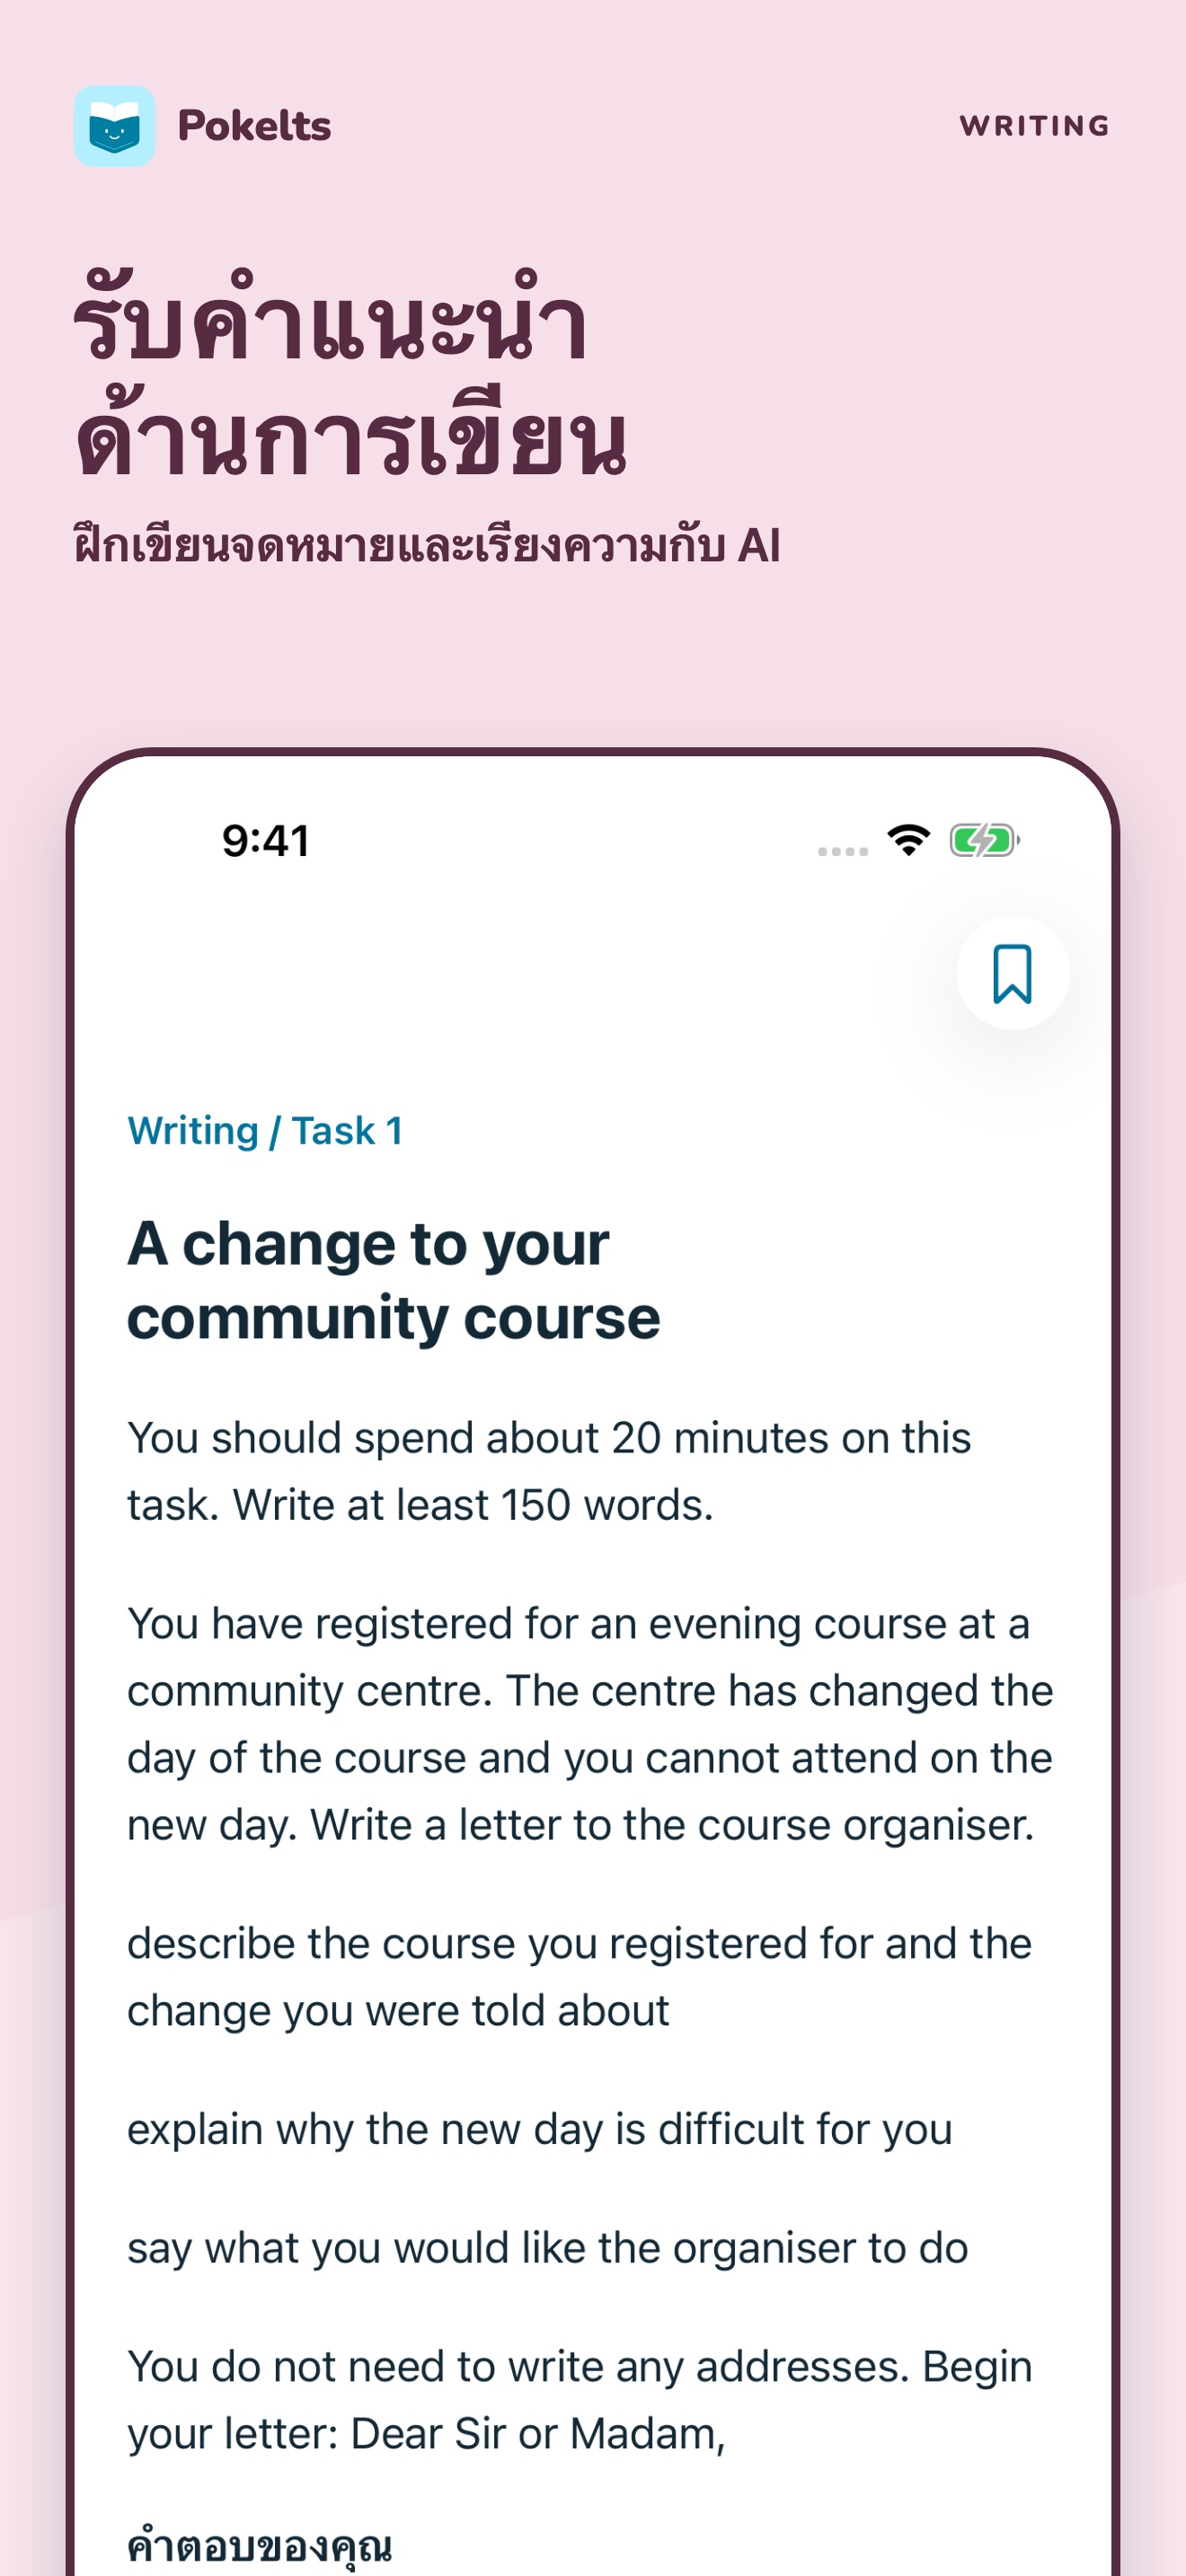 Pokelts
WRITING
รับคำแนะนำ
ด้านการเขียน
ฝึกเขียนจดหมายและเรียงความกับ AI
9:41
Writing / Task 1
A change to your
community course
You should spend about 20 minutes on this
task. Write at least 150 words.
You have registered for an evening course at a
community centre. The centre has changed the
day of the course and you cannot attend on the
new day. Write a letter to the course organiser.
describe the course you registered for and the
change you were told about
explain why the new day is difficult for you
say what you would like the organiser to do
You do not need to write any addresses. Begin
your letter: Dear Sir or Madam,
คำตอบของคุณ